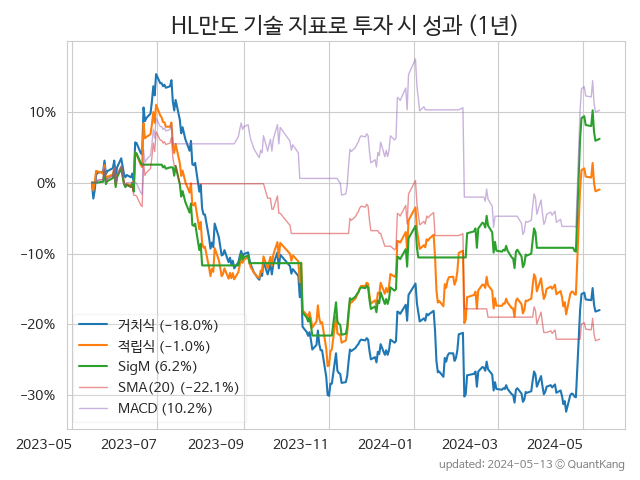 HL만도 기술 지표로 투자 시 성과 (1년)
10%
0%
−10%
−20%
−30%
거치식 (−18.0%)
적립식 (−1.0%)
SigM (6.2%)
SMA(20) (−22.1%)
MACD (10.2%)
2023−05 2023−07 2023−09 2023−11 2024−01 2024−03 2024−05
updated: 2024−05−13 ⓒ QuantKang